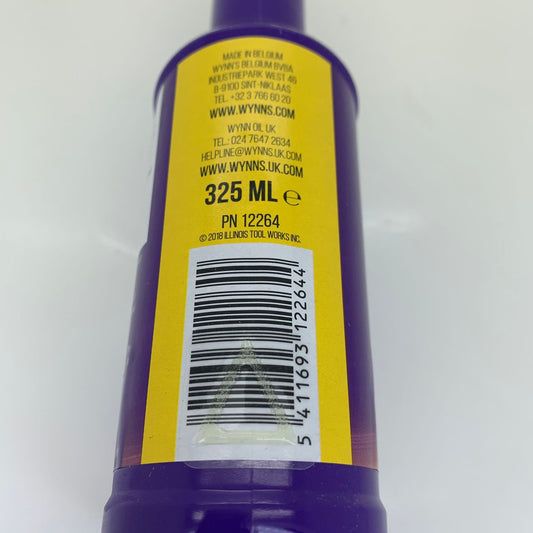 MADE IN BELGIUM
WYNN'S BELGIUM BVBA
INDUSTRIEPARK WEST 46
B-9100 SINT-NIKLAAS
TEL. +32 3 766 60 20
WWW.WYNNS.COM
WYNN OIL UK
TEL.: 024 7647 2634
HELPLINE@WYNNS.UK.COM
WWW.WYNNS.UK.COM
325 ML ℮
PN 12264
© 2018 ILLINOIS TOOL WORKS INC.
5 411693 122644